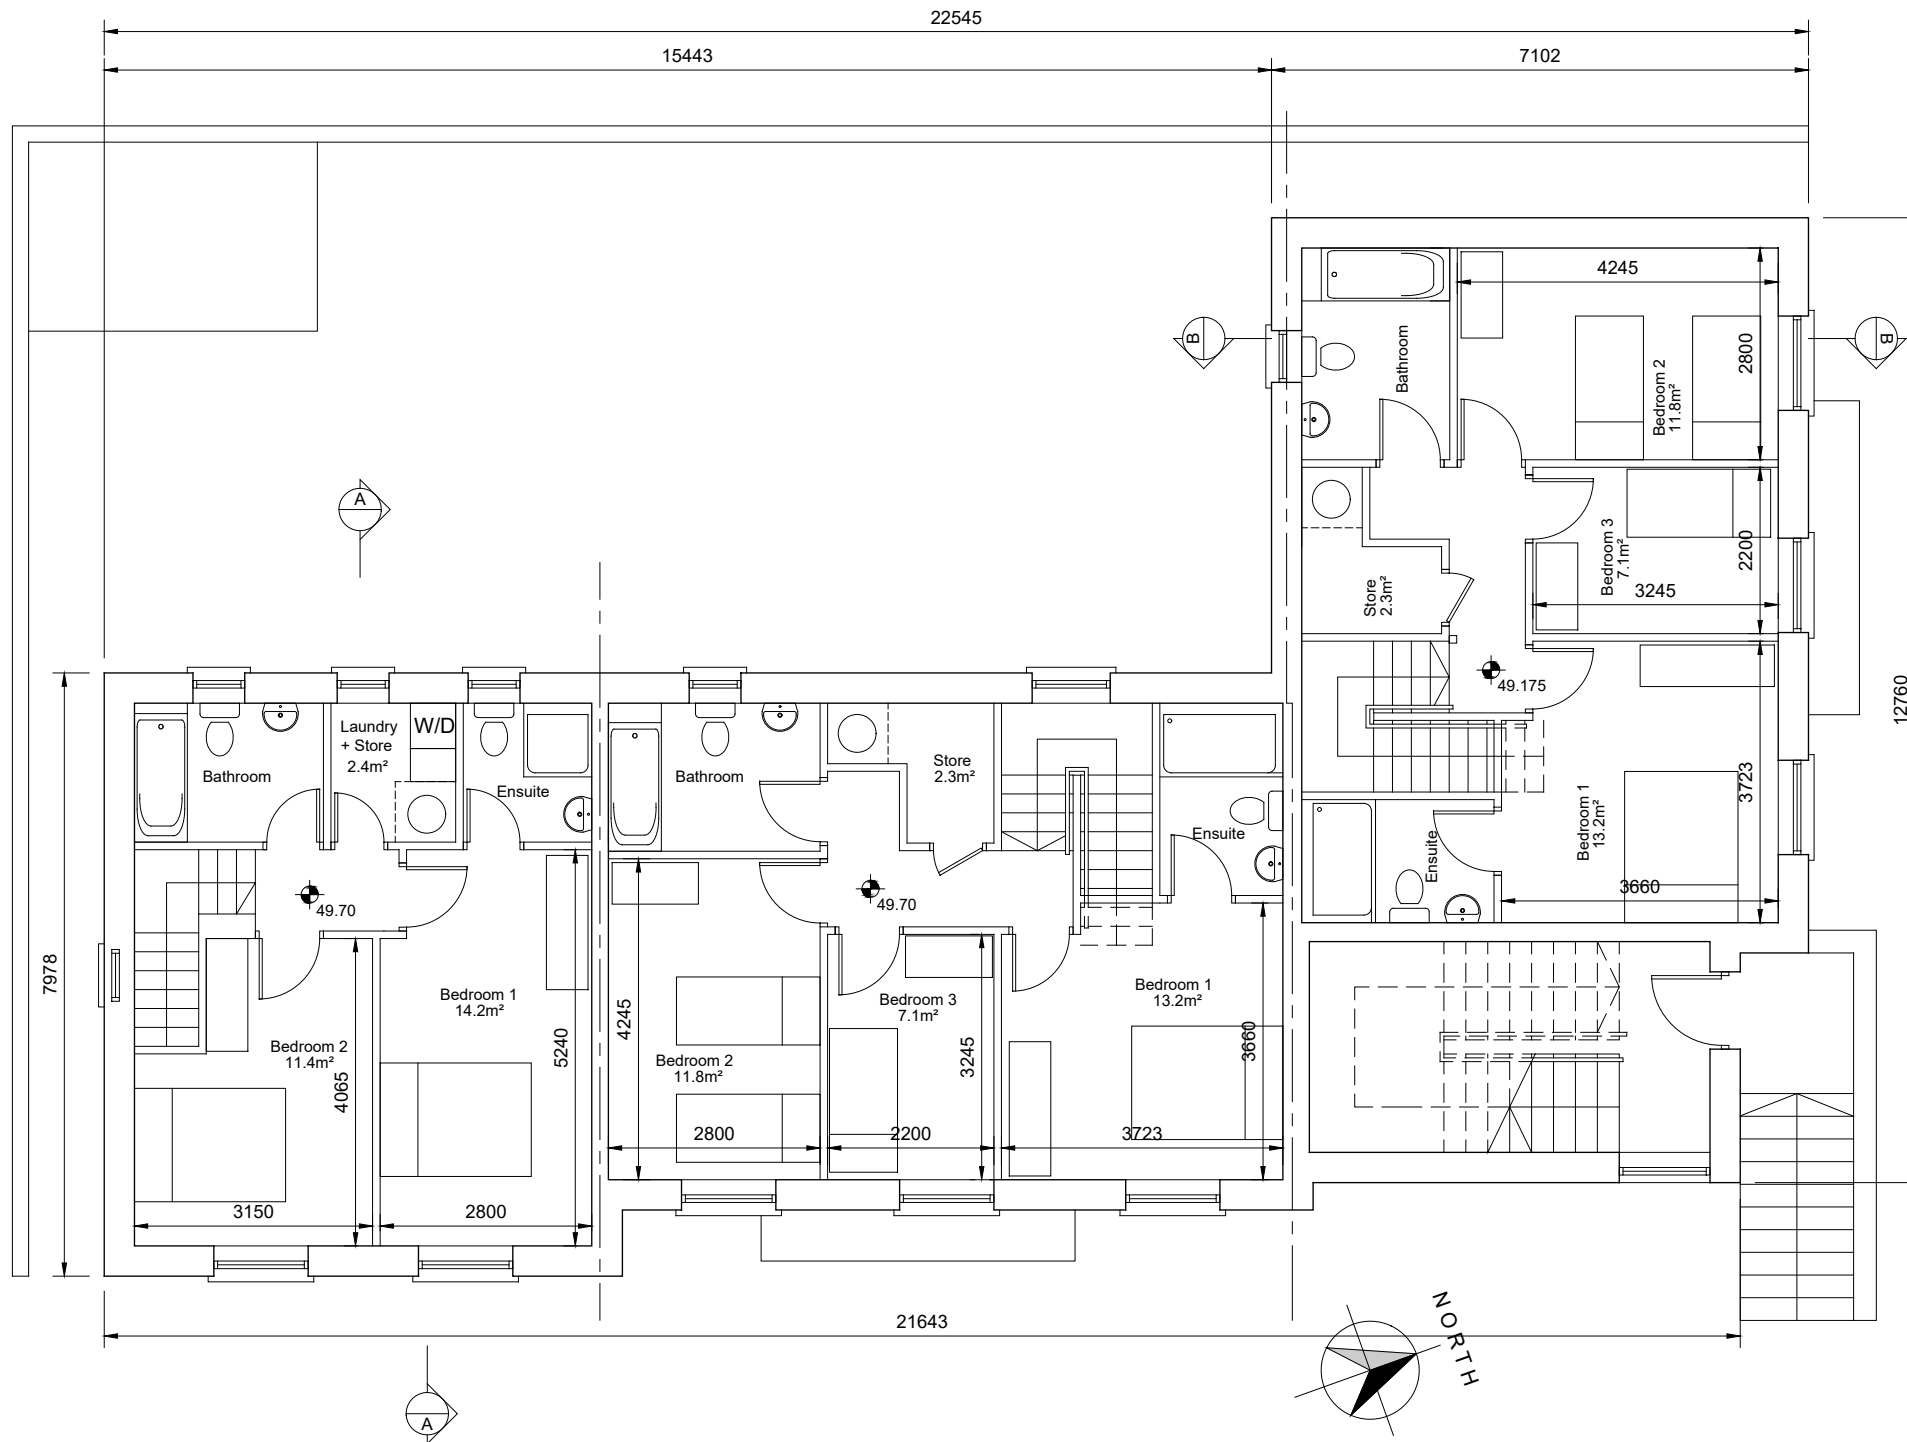 22545
15443
7102
4245
B
Bathroom
Bedroom 2
11.8m²
2800
B
A
2200
Bedroom 3
7.1m²
3245
Store
2.3m²
49.175
12760
3723
Bedroom 1
13.2m²
3660
Ensuite
Laundry
+ Store
2.4m²
W/D
Bathroom
Ensuite
Bathroom
Store
2.3m²
Ensuite
49.70
49.70
7978
Bedroom 1
14.2m²
5240
Bedroom 2
11.4m²
4065
3150
2800
4245
Bedroom 2
11.8m²
Bedroom 3
7.1m²
3245
Bedroom 1
13.2m²
3660
2800
2200
3723
21643
NORTH
A